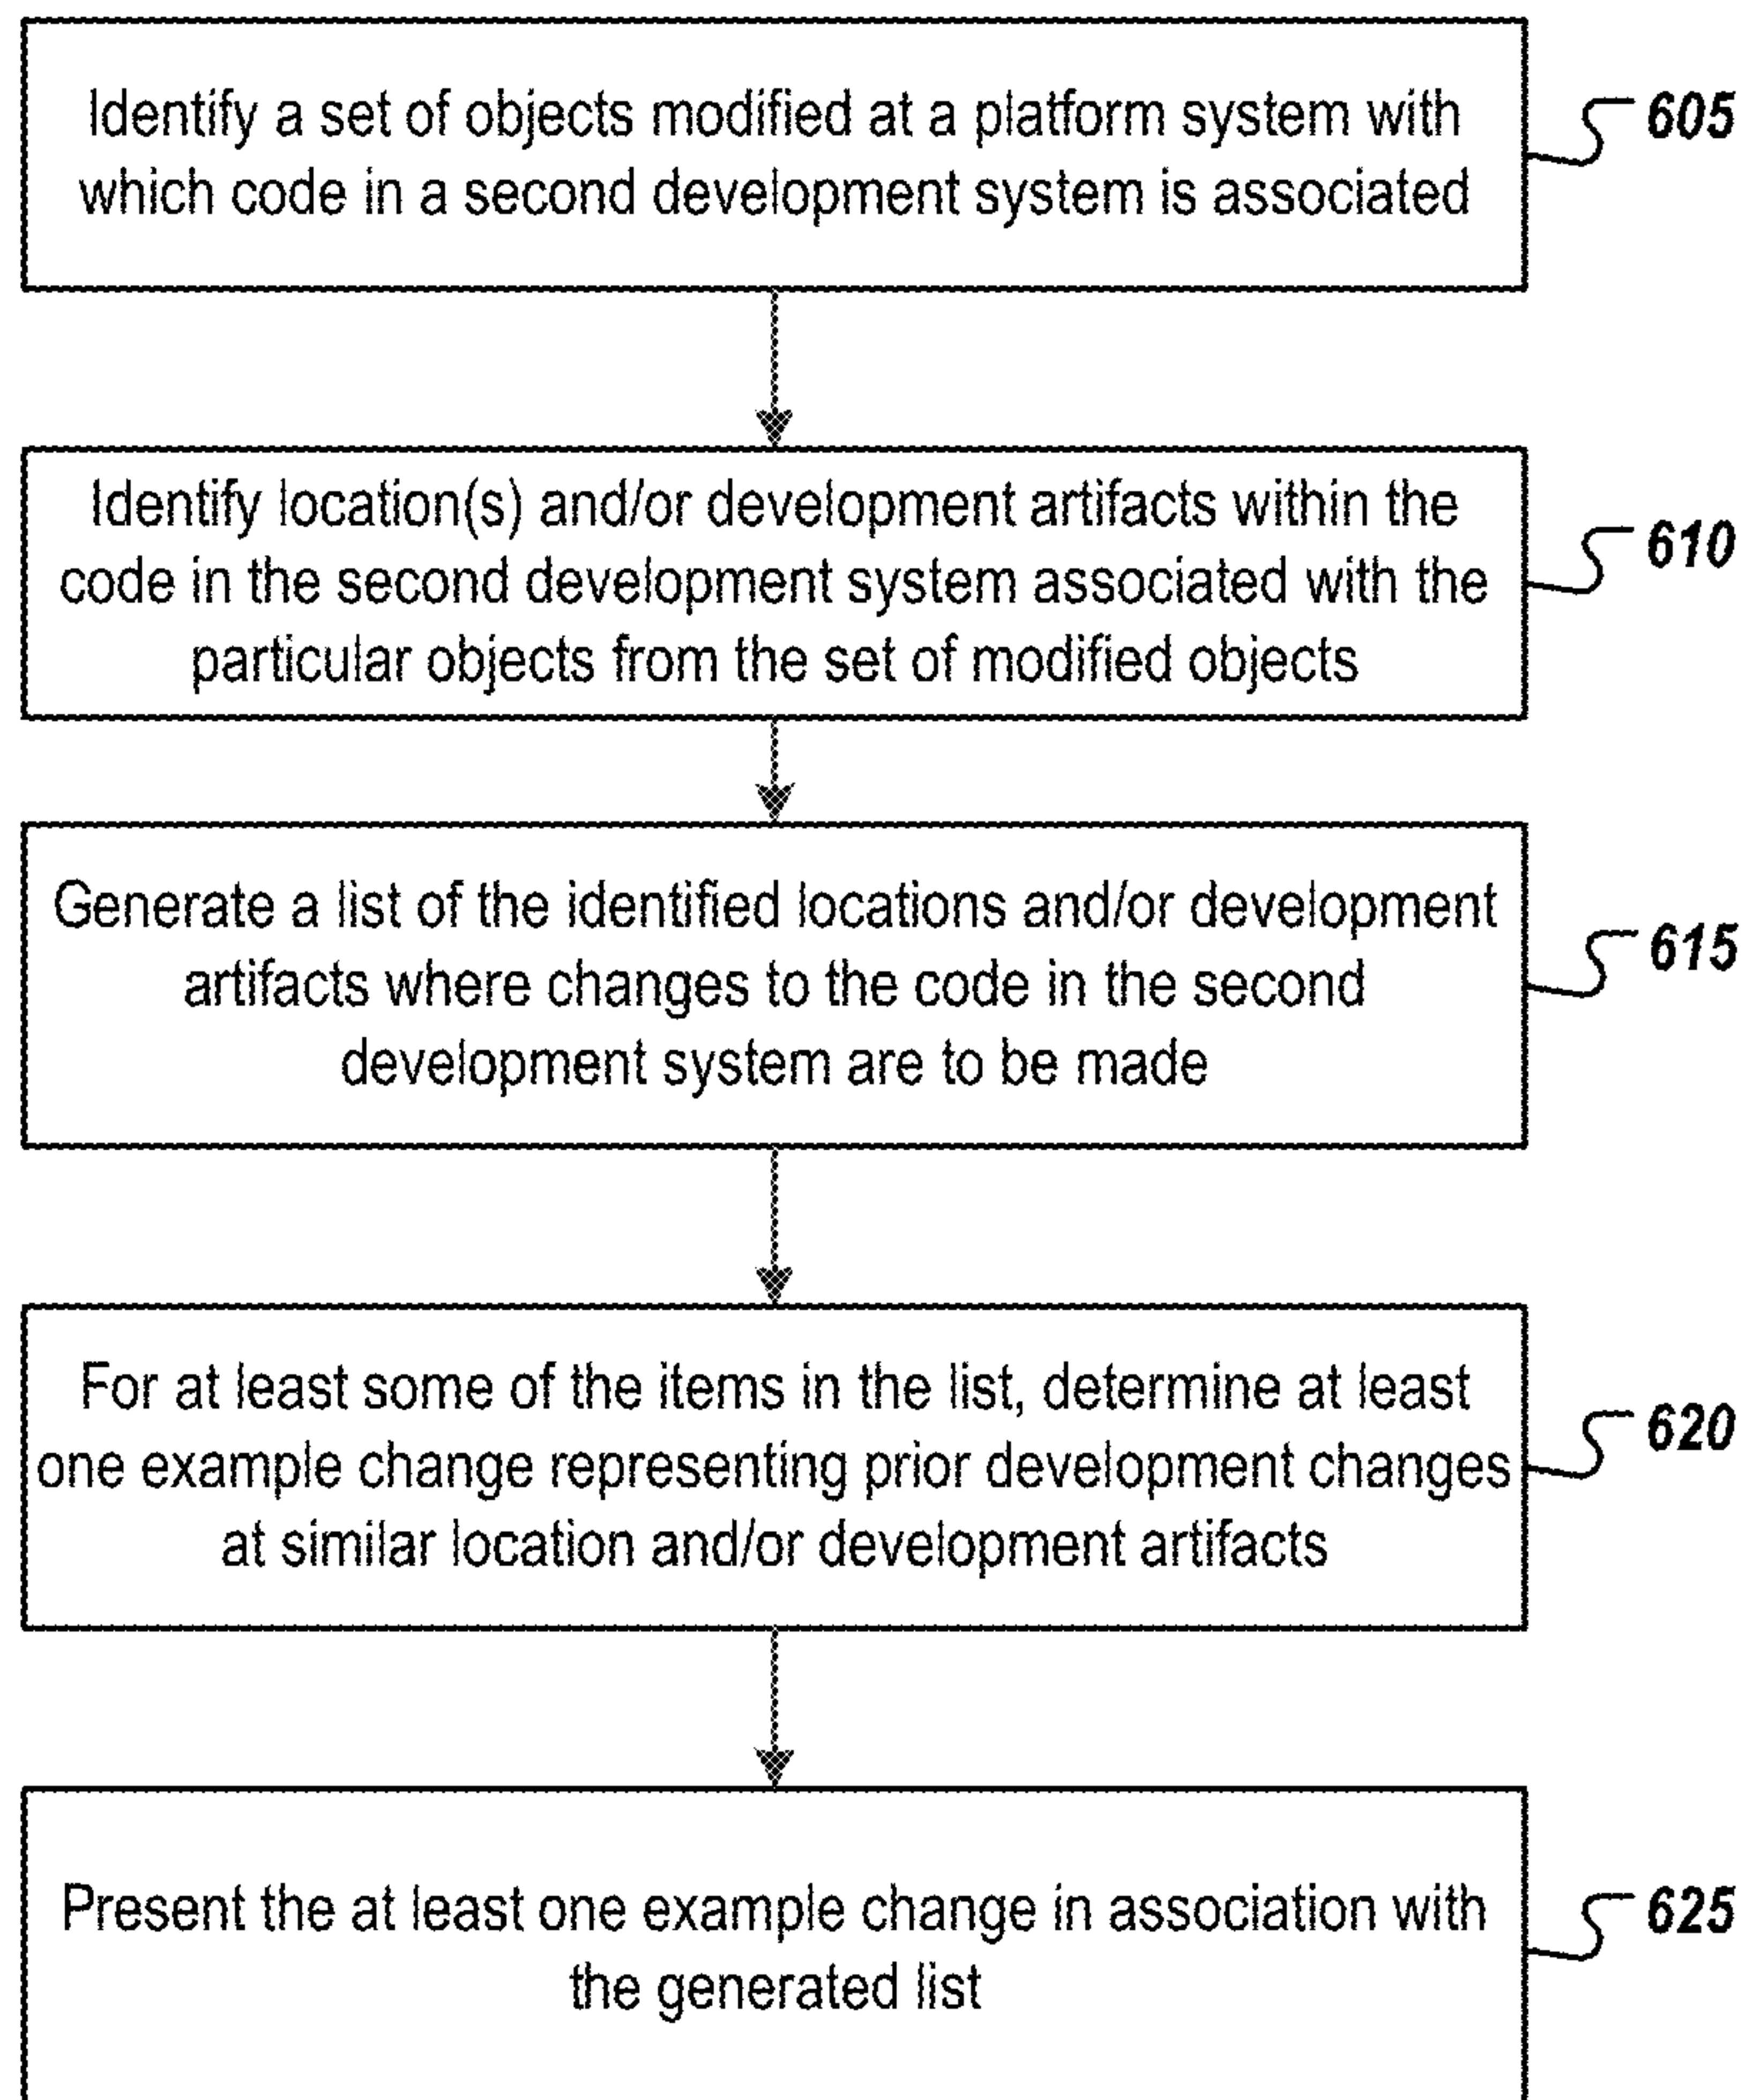 Identify a set of objects modified at a platform system with
which code in a second development system is associated
605
Identify location(s) and/or development artifacts within the
code in the second development system associated with the
particular objects from the set of modified objects
610
Generate a list of the identified locations and/or development
artifacts where changes to the code in the second
development system are to be made
615
For at least some of the items in the list, determine at least
one example change representing prior development changes
at similar location and/or development artifacts
620
Present the at least one example change in association with
the generated list
625